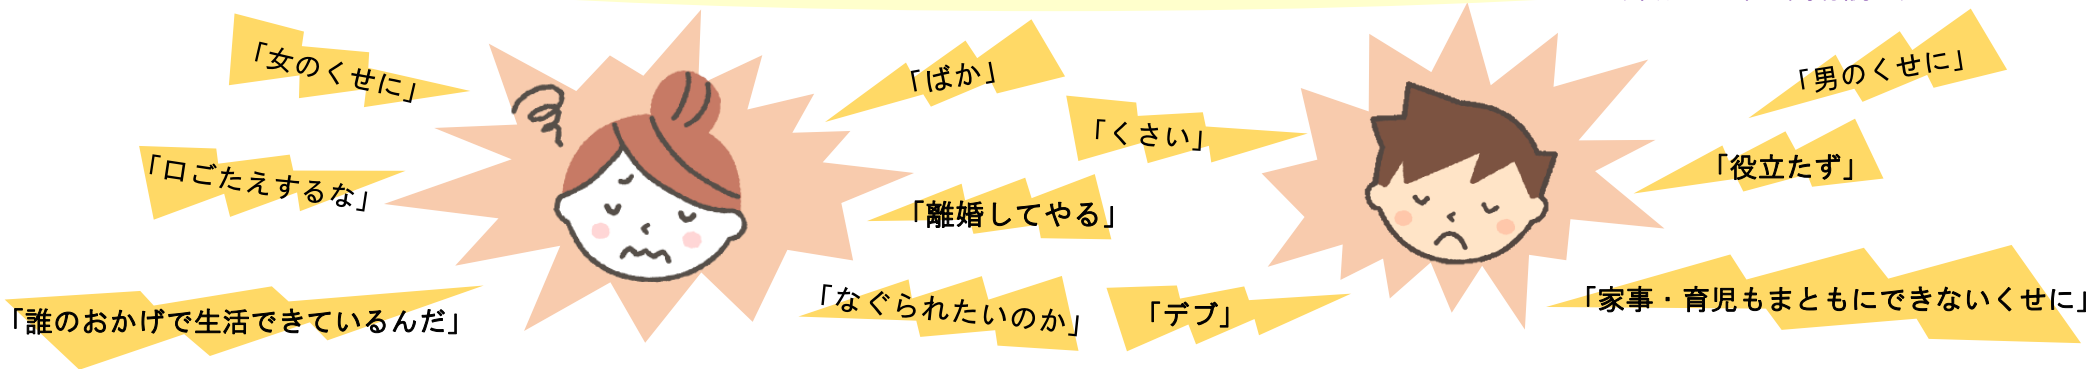 「女のくせに」
「口ごたえするな」
「誰のおかげで生活できているんだ」
「ばか」
「離婚してやる」
「なぐられたいのか」
「くさい」
「デブ」
「男のくせに」
「役立たず」
「家事・育児もまともにできないくせに」